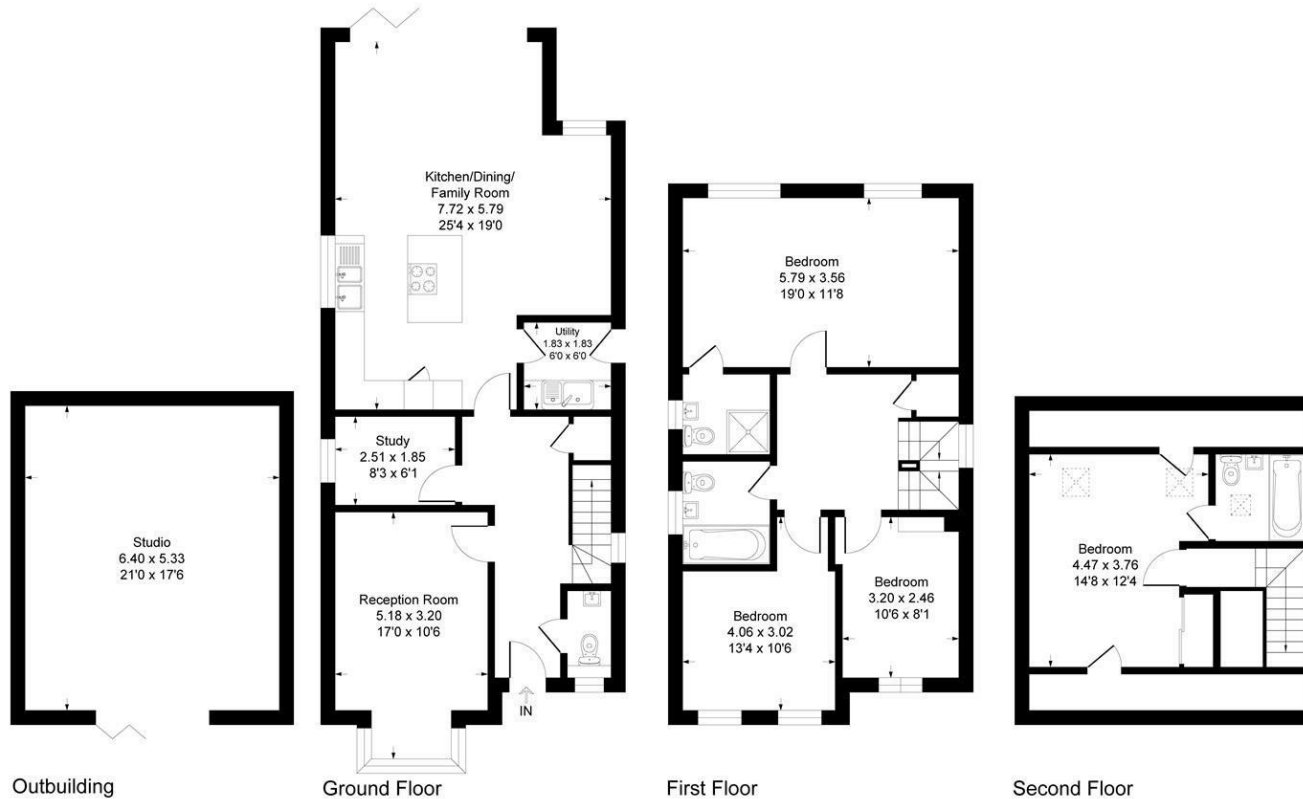 Kitchen/Dining/
Family Room
7.72 x 5.79
25'4 x 19'0
Utility
1.83 x 1.83
6'0 x 6'0
Study
2.51 x 1.85
8'3 x 6'1
Studio
6.40 x 5.33
21'0 x 17'6
Reception Room
5.18 x 3.20
17'0 x 10'6
IN
Bedroom
5.79 x 3.56
19'0 x 11'8
Bedroom
4.06 x 3.02
13'4 x 10'6
Bedroom
3.20 x 2.46
10'6 x 8'1
Bedroom
4.47 x 3.76
14'8 x 12'4
Outbuilding
Ground Floor
First Floor
Second Floor